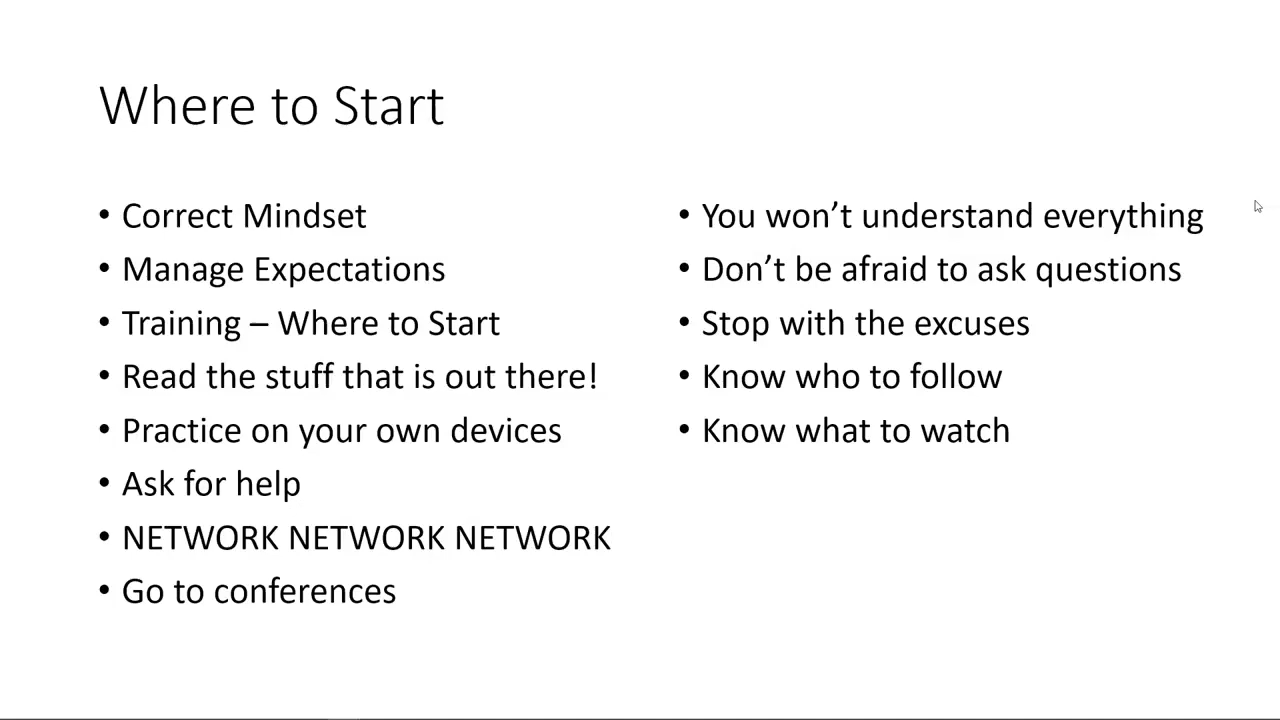 Where to Start
• Correct Mindset
• Manage Expectations
• Training – Where to Start
• Read the stuff that is out there!
• Practice on your own devices
• Ask for help
• NETWORK NETWORK NETWORK
• Go to conferences
• You won’t understand everything
• Don’t be afraid to ask questions
• Stop with the excuses
• Know who to follow
• Know what to watch